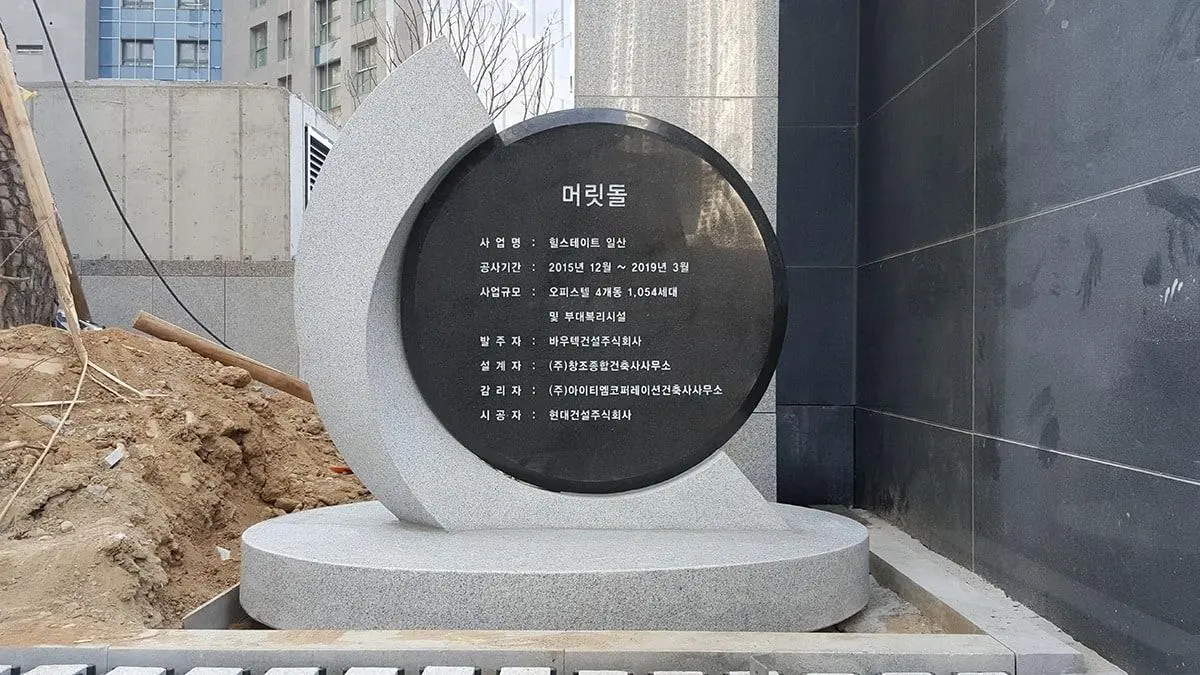 머릿돌
사 업 명 : 힐스테이트 일산
공사기간 : 2015년 12월 ~ 2019년 3월
사업규모 : 오피스텔 4개동 1,054세대
및 부대복리시설
발 주 자 : 바우텍건설주식회사
설 계 자 : (주)창조종합건축사사무소
감 리 자 : (주)아이티엠코퍼레이션건축사사무소
시 공 자 : 현대건설주식회사